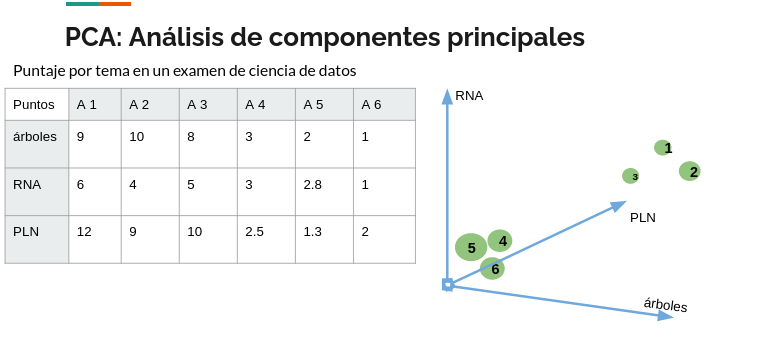 PCA: Análisis de componentes principales
Puntaje por tema en un examen de ciencia de datos
Puntos A 1 A 2 A 3 A 4 A 5 A 6
árboles 9 10 8 3 2 1
RNA 6 4 5 3 2.8 1
PLN 12 9 10 2.5 1.3 2
RNA
1
2
3
PLN
5
4
6
árboles